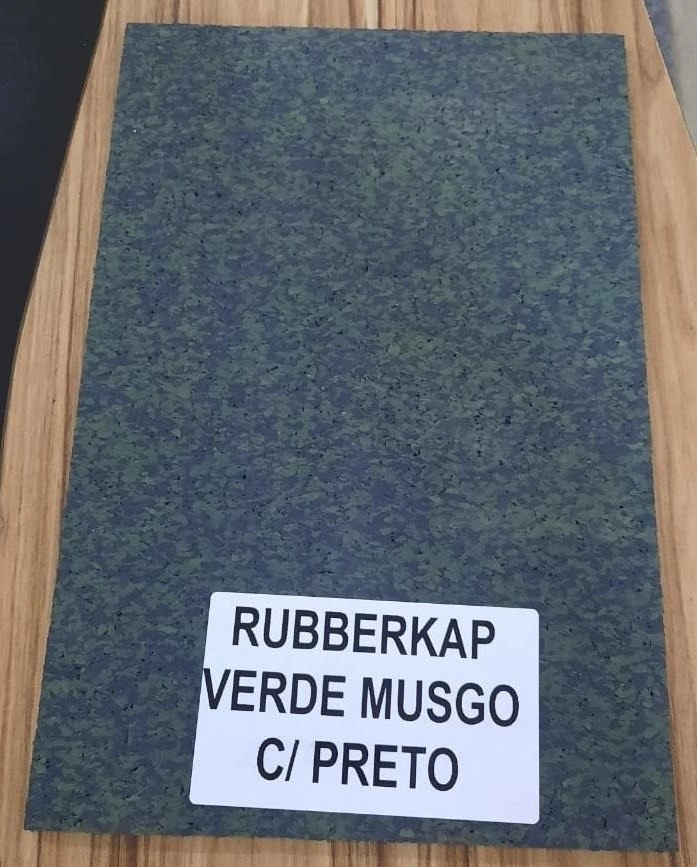 RUBBERKAP
VERDE MUSGO
C/ PRETO